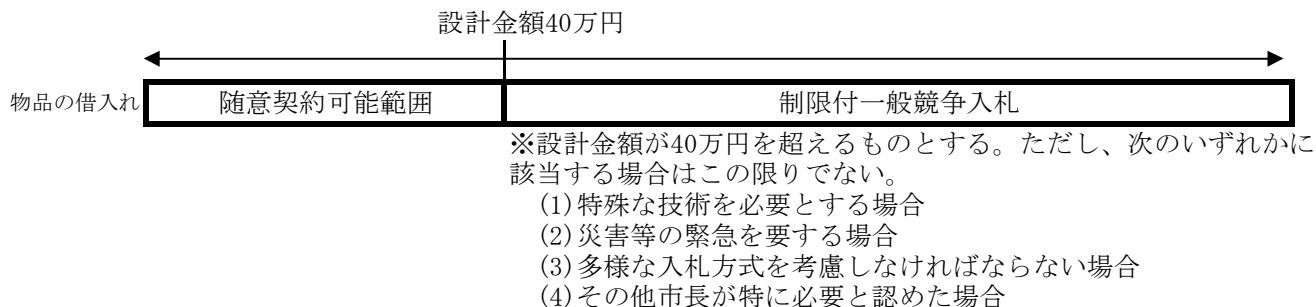 設計金額40万円
物品の借入れ
随意契約可能範囲
制限付一般競争入札
※設計金額が40万円を超えるものとする。ただし、次のいずれかに
該当する場合はこの限りでない。
(1)特殊な技術を必要とする場合
(2)災害等の緊急を要する場合
(3)多様な入札方式を考慮しなければならない場合
(4)その他市長が特に必要と認めた場合